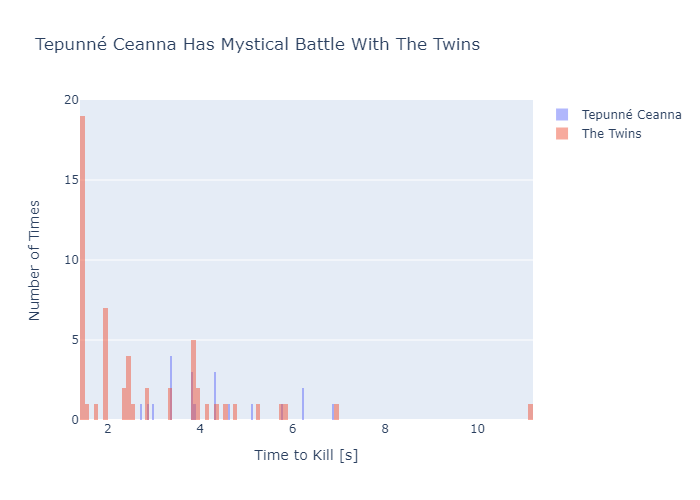 Tepunné Ceanna Has Mystical Battle With The Twins
Tepunné Ceanna
The Twins
Number of Times
20
15
10
5
0
2
4
6
8
10
Time to Kill [s]